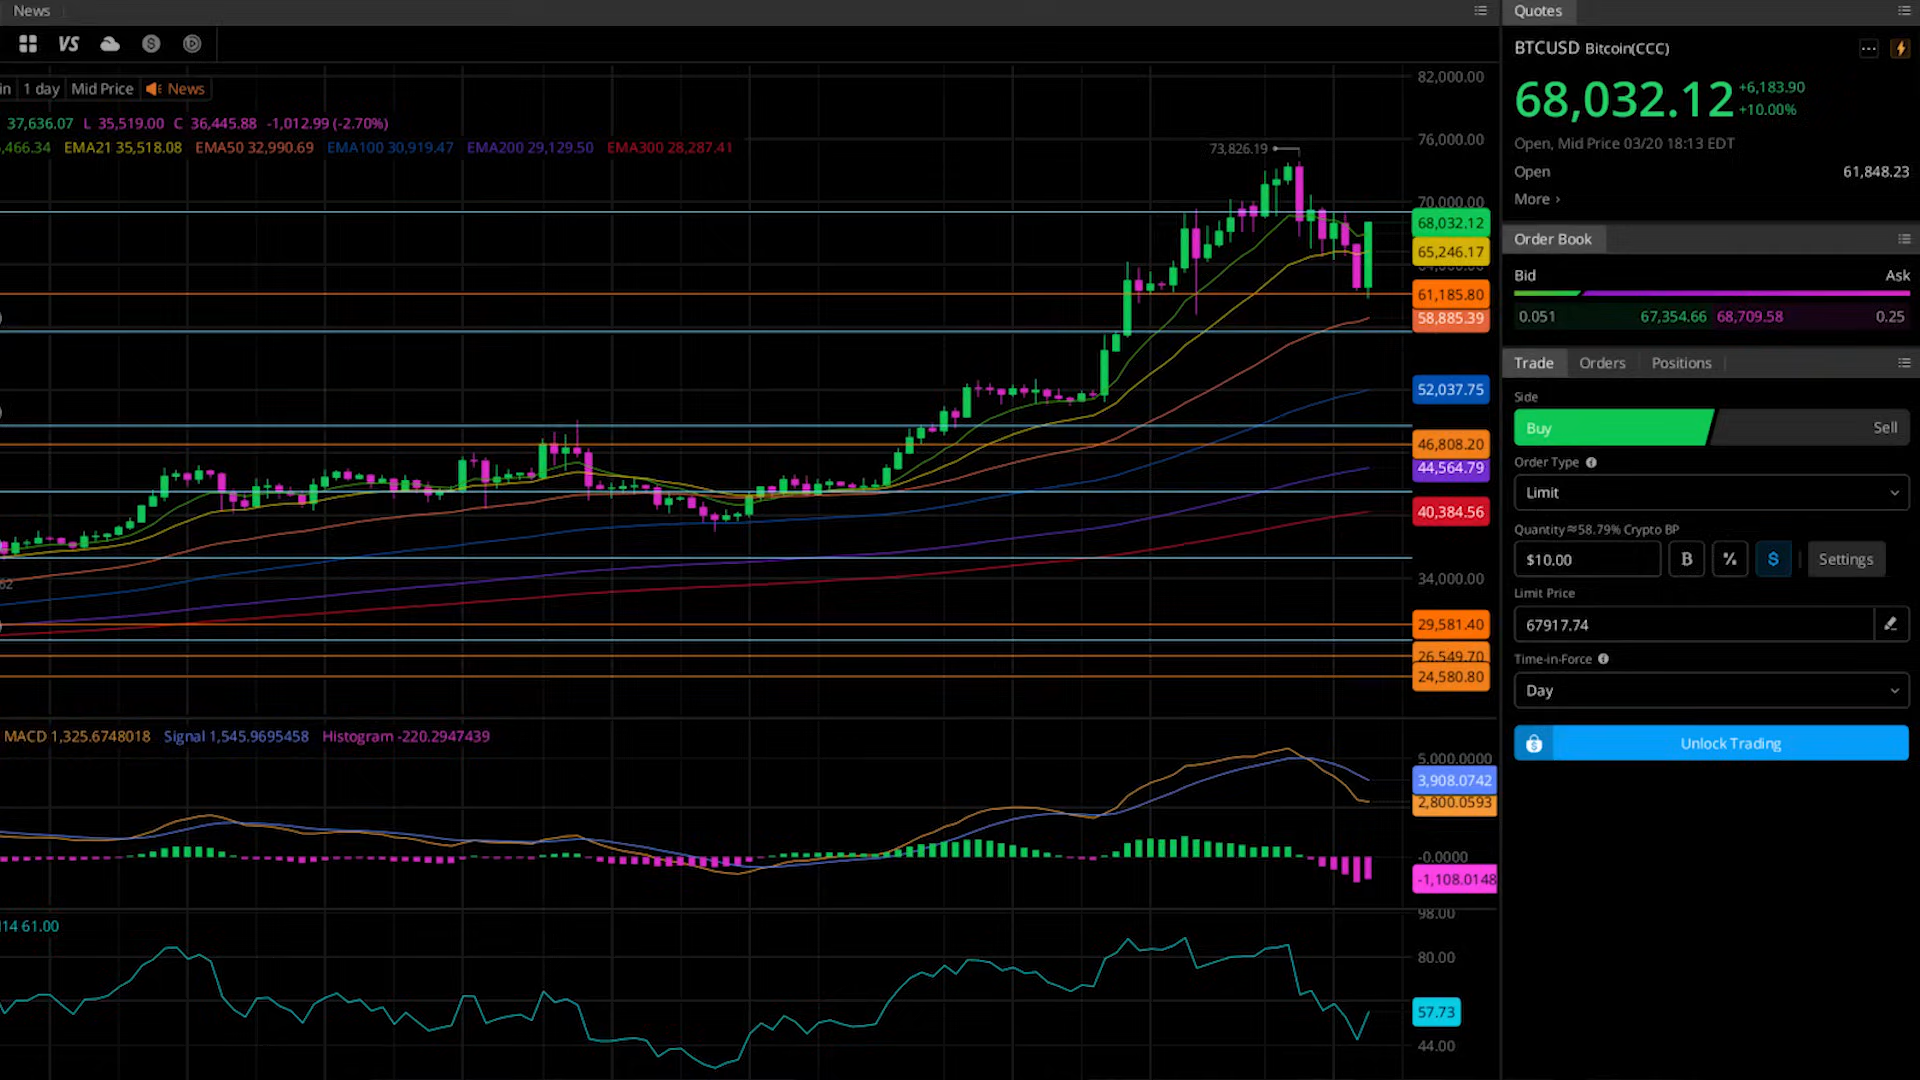 News
VS
in 1 day Mid Price News
37,636.07 L 35,519.00 C 36,445.88 -1,012.99 (-2.70%)
,466.34 EMA21 35,518.08 EMA50 32,990.69 EMA100 30,919.47 EMA200 29,129.50 EMA300 28,287.41
73,826.19
82,000.00
76,000.00
70,000.00
68,032.12
65,246.17
61,185.80
58,885.39
52,037.75
46,808.20
44,564.79
40,384.56
62
34,000.00
29,581.40
26,549.70
24,580.80
MACD 1,325.6748018 Signal 1,545.9695458 Histogram -220.2947439
5,000.0000
3,908.0742
2,800.0593
-0.0000
-1,108.0148
14 61.00
98.00
80.00
57.73
44.00
Quotes
BTCUSD Bitcoin(CCC)
68,032.12 +6,183.90
+10.00%
Open, Mid Price 03/20 18:13 EDT
Open 61,848.23
More ›
Order Book
Bid Ask
0.051 67,354.66 68,709.58 0.25
Trade Orders Positions
Side
Buy Sell
Order Type
Limit
Quantity ≈58.79% Crypto BP
$10.00 B % $ Settings
Limit Price
67917.74
Time-in-Force
Day
Unlock Trading